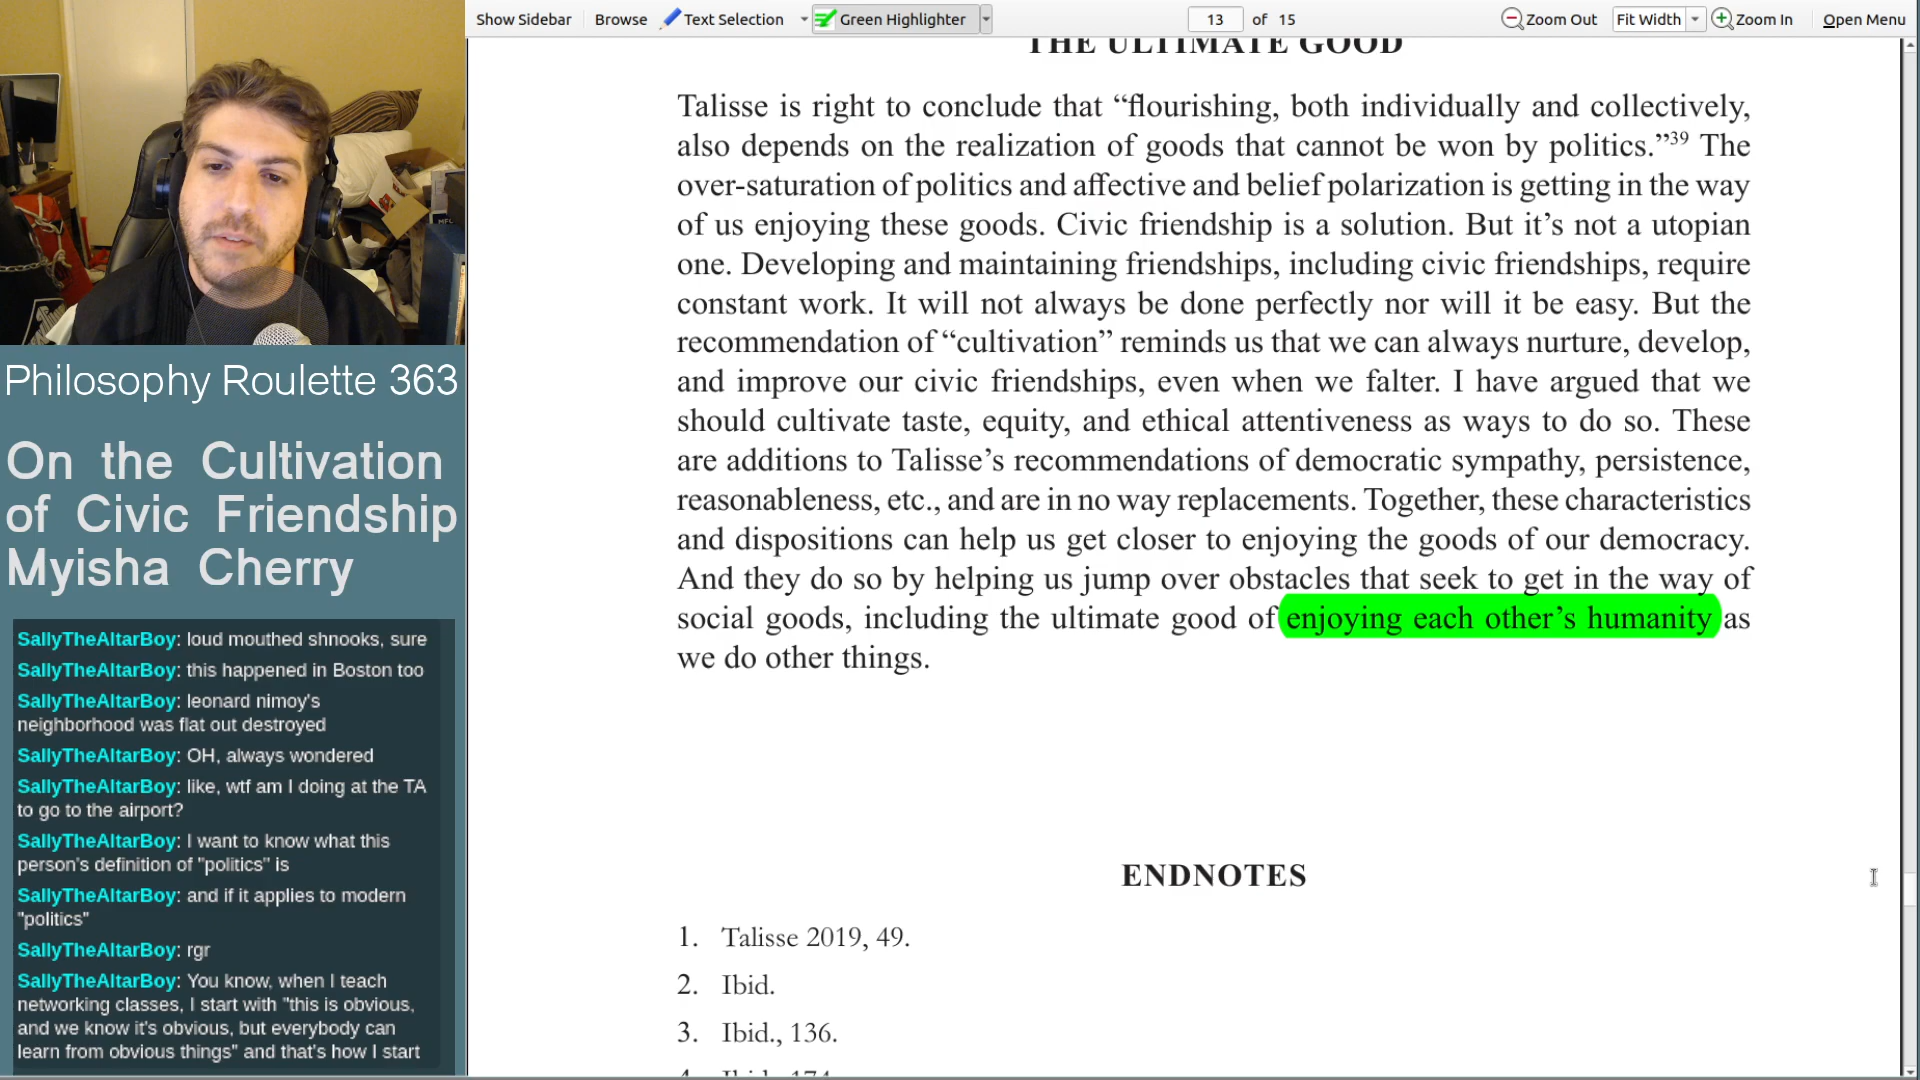 Show Sidebar
Browse
Text Selection
Green Highlighter
13 of 15
Zoom Out
Fit Width
Zoom In
Open Menu
THE ULTIMATE GOOD
Talisse is right to conclude that “flourishing, both individually and collectively,
also depends on the realization of goods that cannot be won by politics.”39 The
over-saturation of politics and affective and belief polarization is getting in the way
of us enjoying these goods. Civic friendship is a solution. But it’s not a utopian
one. Developing and maintaining friendships, including civic friendships, require
constant work. It will not always be done perfectly nor will it be easy. But the
recommendation of “cultivation” reminds us that we can always nurture, develop,
and improve our civic friendships, even when we falter. I have argued that we
should cultivate taste, equity, and ethical attentiveness as ways to do so. These
are additions to Talisse’s recommendations of democratic sympathy, persistence,
reasonableness, etc., and are in no way replacements. Together, these characteristics
and dispositions can help us get closer to enjoying the goods of our democracy.
And they do so by helping us jump over obstacles that seek to get in the way of
social goods, including the ultimate good of enjoying each other’s humanity as
we do other things.
ENDNOTES
1. Talisse 2019, 49.
2. Ibid.
3. Ibid., 136.
4. Ibid., 174.
Philosophy Roulette 363
On the Cultivation
of Civic Friendship
Myisha Cherry
SallyTheAltarBoy: loud mouthed shnooks, sure
SallyTheAltarBoy: this happened in Boston too
SallyTheAltarBoy: leonard nimoy's
neighborhood was flat out destroyed
SallyTheAltarBoy: OH, always wondered
SallyTheAltarBoy: like, wtf am I doing at the TA
to go to the airport?
SallyTheAltarBoy: I want to know what this
person's definition of "politics" is
SallyTheAltarBoy: and if it applies to modern
"politics"
SallyTheAltarBoy: rgr
SallyTheAltarBoy: You know, when I teach
networking classes, I start with "this is obvious,
and we know it's obvious, but everybody can
learn from obvious things" and that's how I start